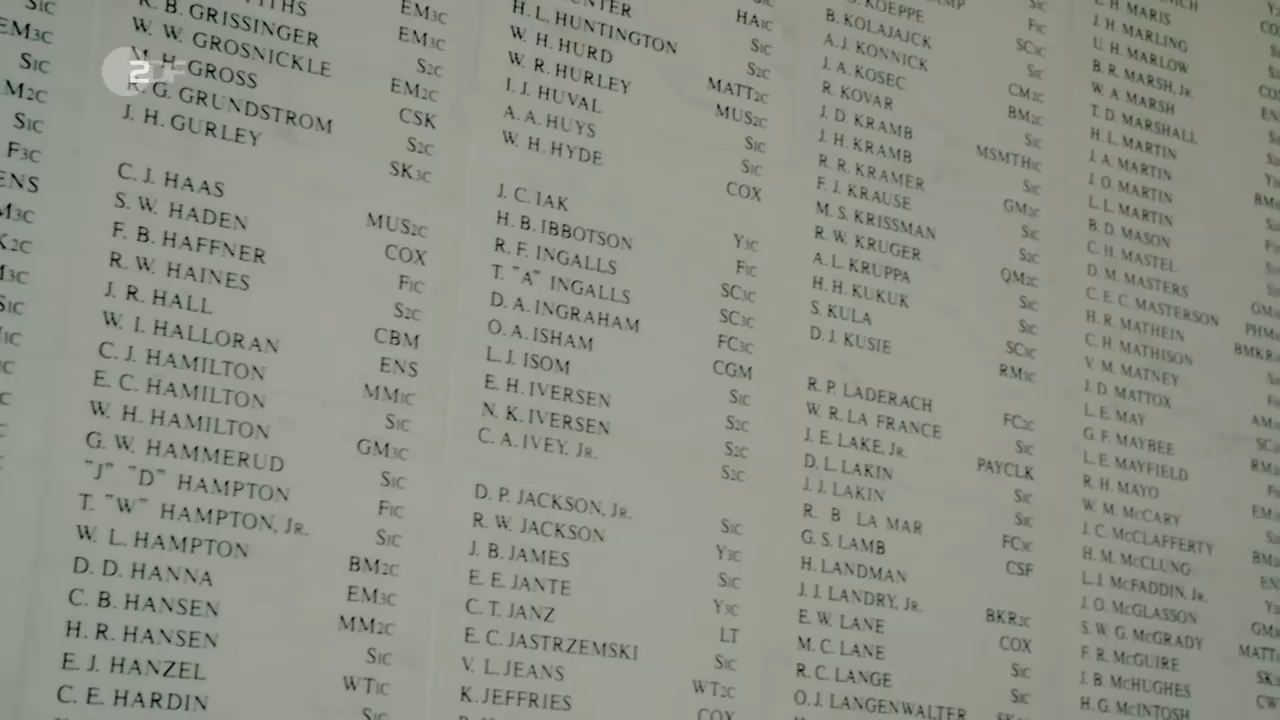 EM3C
R. B. GRISSINGER S2C
W. W. GROSNICKLE EM2C
M. H. GROSS CSK
R. G. GRUNDSTROM S2C
J. H. GURLEY SK3C
C. J. HAAS MUS2C
S. W. HADEN COX
F. B. HAFFNER F1C
R. W. HAINES S2C
J. R. HALL CBM
W. I. HALLORAN ENS
C. J. HAMILTON MM1C
E. C. HAMILTON S1C
W. H. HAMILTON GM3C
G. W. HAMMERUD S1C
"J" "D" HAMPTON F1C
T. "W" HAMPTON, JR. S1C
W. L. HAMPTON BM2C
D. D. HANNA EM3C
C. B. HANSEN MM2C
H. R. HANSEN S1C
E. J. HANZEL WT1C
C. E. HARDIN S1C
HA1C
H. L. HUNTINGTON S2C
W. H. HURD MATT2C
W. R. HURLEY MUS2C
I. J. HUVAL S1C
A. A. HUYS S1C
W. H. HYDE COX
J. C. IAK Y3C
H. B. IBBOTSON F1C
R. F. INGALLS SC3C
T. "A" INGALLS SC3C
D. A. INGRAHAM FC3C
O. A. ISHAM CGM
L. J. ISOM S1C
E. H. IVERSEN S2C
N. K. IVERSEN S2C
C. A. IVEY, JR. S2C
D. P. JACKSON, JR. S1C
R. W. JACKSON Y3C
J. B. JAMES S1C
E. E. JANTE Y3C
C. T. JANZ LT
E. C. JASTRZEMSKI S1C
V. L. JEANS WT2C
K. JEFFRIES COX
KOEPPE SC3C
B. KOLAJAJCK S1C
A. J. KONNICK CM2C
J. A. KOSEC BM2C
R. KOVAR S1C
J. D. KRAMB MSMTH1C
J. H. KRAMB S1C
R. R. KRAMER GM2C
F. J. KRAUSE S1C
M. S. KRISSMAN S2C
R. W. KRUGER QM2C
A. L. KRUPPA S1C
H. H. KUKUK S1C
S. KULA SC3C
D. J. KUSIE RM3C
R. P. LADERACH FC2C
W. R. LA FRANCE S1C
J. E. LAKE, JR. PAYCLK
D. L. LAKIN S1C
J. J. LAKIN S1C
R. B LA MAR FC3C
G. S. LAMB CSF
H. LANDMAN
J. J. LANDRY, JR. BKR2C
E. W. LANE COX
M. C. LANE S1C
R. C. LANGE S1C
O. J. LANGENWALTER
MARIS
J. H. MARLING
U. H. MARLOW
B. R. MARSH, JR.
W. A. MARSH
T. D. MARSHALL
H. L. MARTIN
J. A. MARTIN
J. O. MARTIN
L. L. MARTIN
B. D. MASON
C. H. MASTEL
D. M. MASTERS
C. E. C. MASTERSON
H. R. MATHEIN
C. H. MATHISON
V. M. MATNEY
J. D. MATTOX
L. E. MAY
G. F. MAYBEE
L. E. MAYFIELD
R. H. MAYO
W. M. MCCARY
J. C. MCCLAFFERTY
H. M. MCCLUNG
L. J. MCFADDIN, JR.
J. O. MCGLASSON
S. W. G. MCGRADY
F. R. MCGUIRE
J. B. MCHUGHES
H. G. MCINTOSH
ZDF